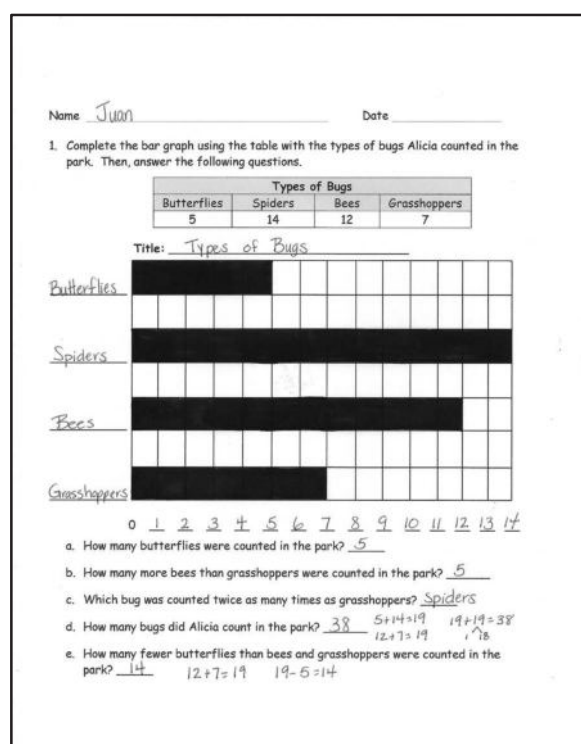 Name Juan Date
1. Complete the bar graph using the table with the types of bugs Alicia counted in the
park. Then, answer the following questions.
Types of Bugs
Butterflies Spiders Bees Grasshoppers
5 14 12 7
Title: Types of Bugs
Butterflies
Spiders
Bees
Grasshoppers
0 1 2 3 4 5 6 7 8 9 10 11 12 13 14
a. How many butterflies were counted in the park? 5
b. How many more bees than grasshoppers were counted in the park? 5
c. Which bug was counted twice as many times as grasshoppers? Spiders
d. How many bugs did Alicia count in the park? 38 5+14=19 19+19=38
12+7=19 1 18
e. How many fewer butterflies than bees and grasshoppers were counted in the
park? 14 12+7=19 19-5=14